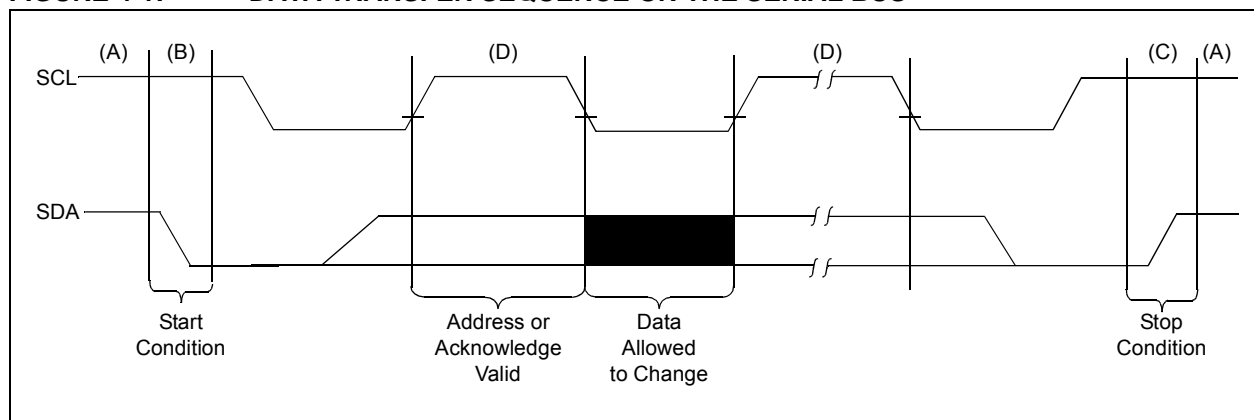 (A) (B) (D) (D) (C) (A)
SCL
SDA
Start
Condition
Address or
Acknowledge
Valid
Data
Allowed
to Change
Stop
Condition